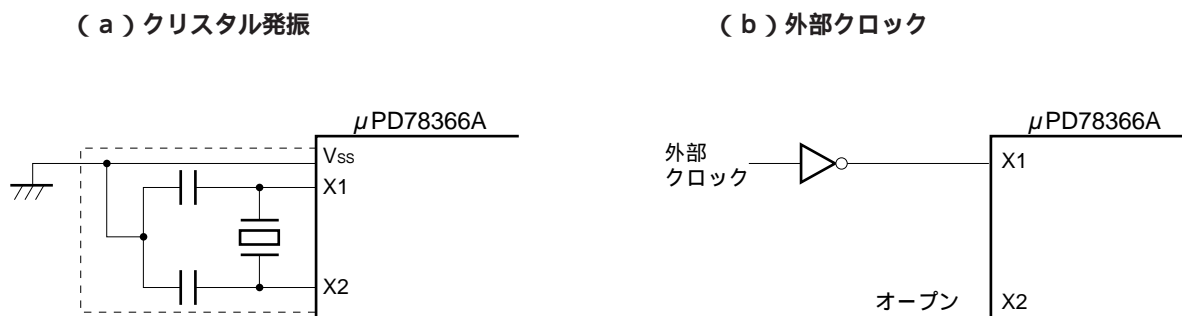 (a)クリスタル発振
(b)外部クロック
μPD78366A
VSS
X1
X2
μPD78366A
外部
クロック
X1
オープン
X2